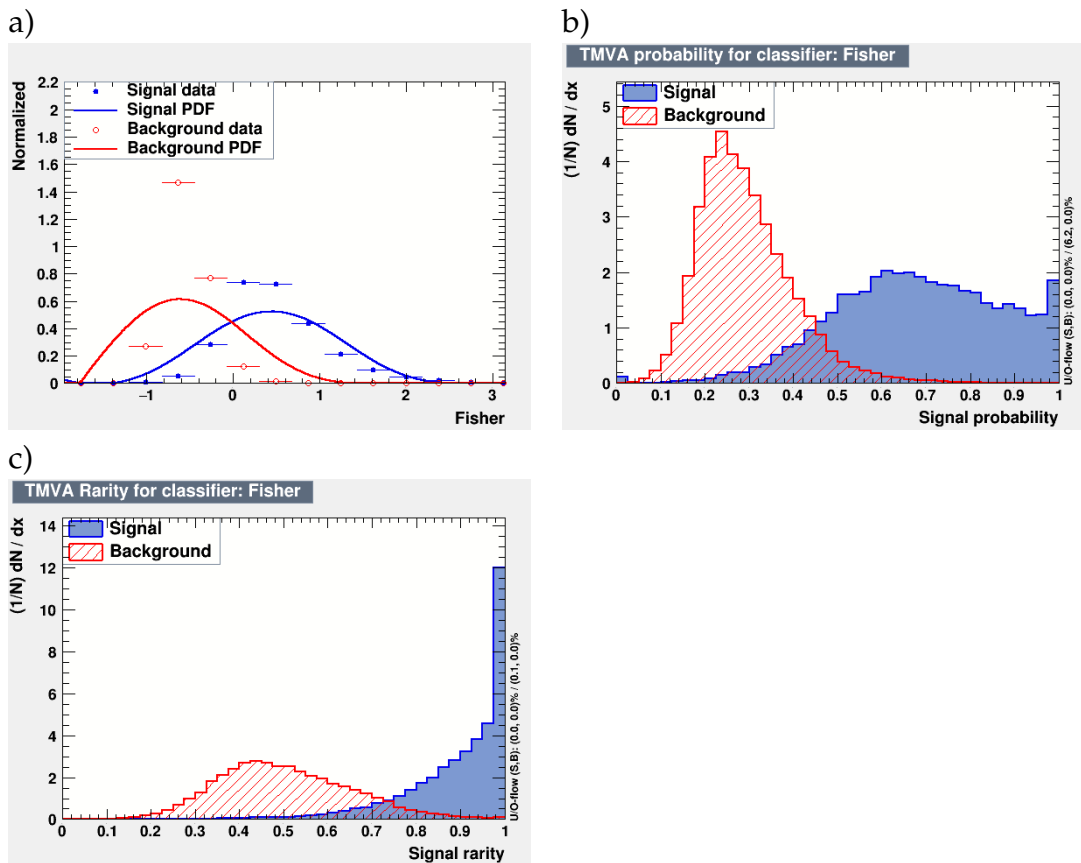 a)
Normalized
2.2
2
1.8
1.6
1.4
1.2
1
0.8
0.6
0.4
0.2
0
Signal data
Signal PDF
Background data
Background PDF
−1 0 1 2 3
Fisher
b)
TMVA probability for classifier: Fisher
(1/N) dN / dx
5
4
3
2
1
0
Signal
Background
0 0.1 0.2 0.3 0.4 0.5 0.6 0.7 0.8 0.9 1
Signal probability
U/O-flow (S,B): (0.0, 0.0)% / (6.2, 0.0)%
c)
TMVA Rarity for classifier: Fisher
(1/N) dN / dx
14
12
10
8
6
4
2
0
Signal
Background
0 0.1 0.2 0.3 0.4 0.5 0.6 0.7 0.8 0.9 1
Signal rarity
U/O-flow (S,B): (0.0, 0.0)% / (0.1, 0.0)%